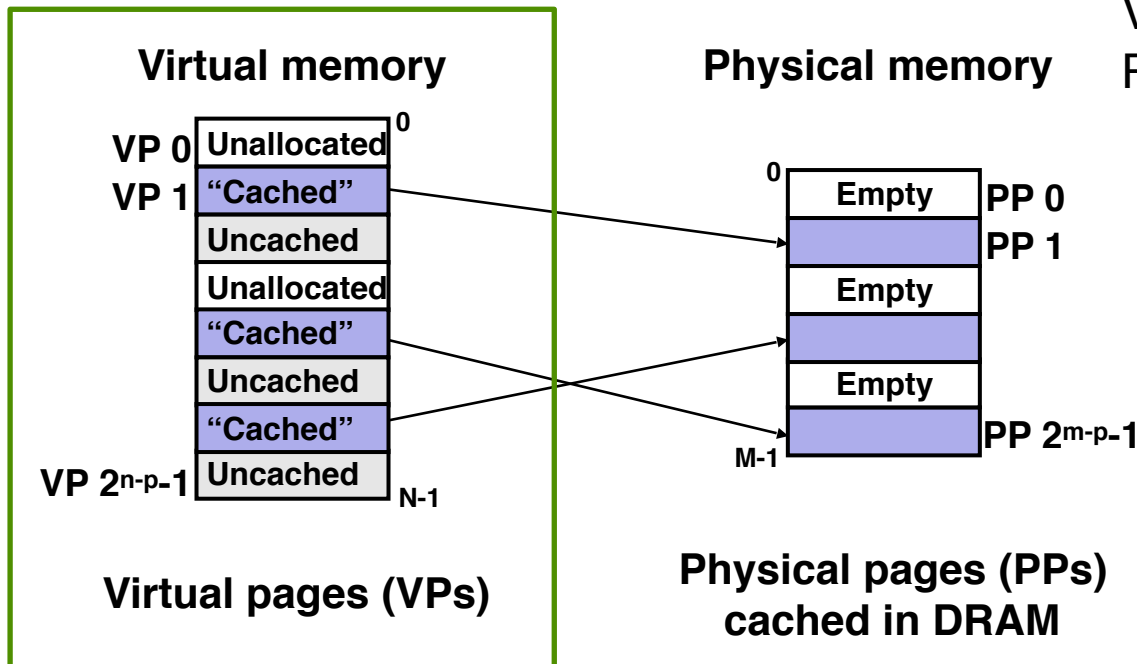 Virtual memory
0
VP 0 Unallocated
VP 1 “Cached”
Uncached
Unallocated
“Cached”
Uncached
“Cached”
VP 2n-p-1 Uncached
N-1
Virtual pages (VPs)
Physical memory
0
Empty PP 0
PP 1
Empty
Empty
PP 2m-p-1
M-1
Physical pages (PPs)
cached in DRAM